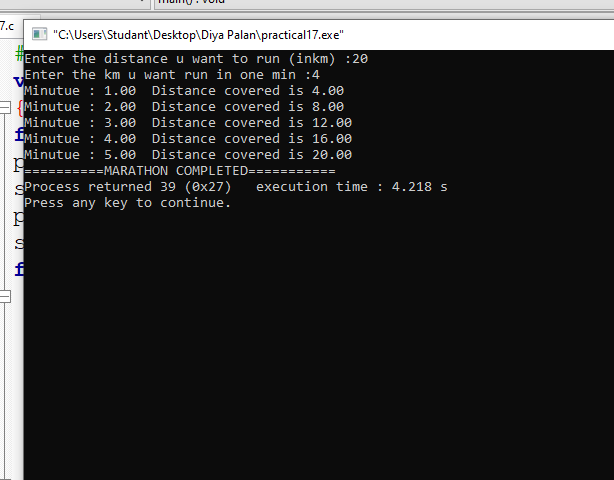 main() : void
7.c
"C:\Users\Studant\Desktop\Diya Palan\practical17.exe"
#
v
{
f
p
s
p
s
f
Enter the distance u want to run (inkm) :20
Enter the km u want run in one min :4
Minutue : 1.00  Distance covered is 4.00
Minutue : 2.00  Distance covered is 8.00
Minutue : 3.00  Distance covered is 12.00
Minutue : 4.00  Distance covered is 16.00
Minutue : 5.00  Distance covered is 20.00
==========MARATHON COMPLETED===========
Process returned 39 (0x27)   execution time : 4.218 s
Press any key to continue.